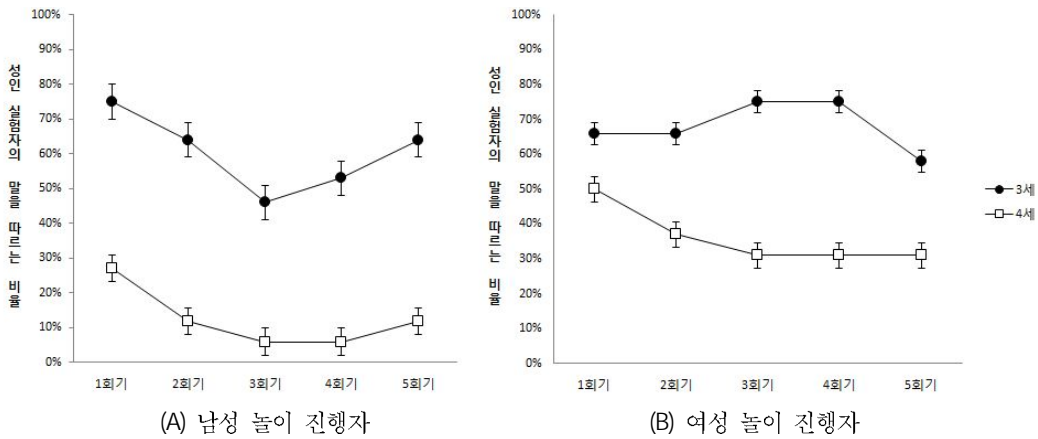 100%
90%
80%
70%
60%
50%
40%
30%
20%
10%
0%
성인 실험자의 말을 따르는 비율
1회기 2회기 3회기 4회기 5회기
(A) 남성 놀이 진행자
100%
90%
80%
70%
60%
50%
40%
30%
20%
10%
0%
성인 실험자의 말을 따르는 비율
1회기 2회기 3회기 4회기 5회기
3세
4세
(B) 여성 놀이 진행자